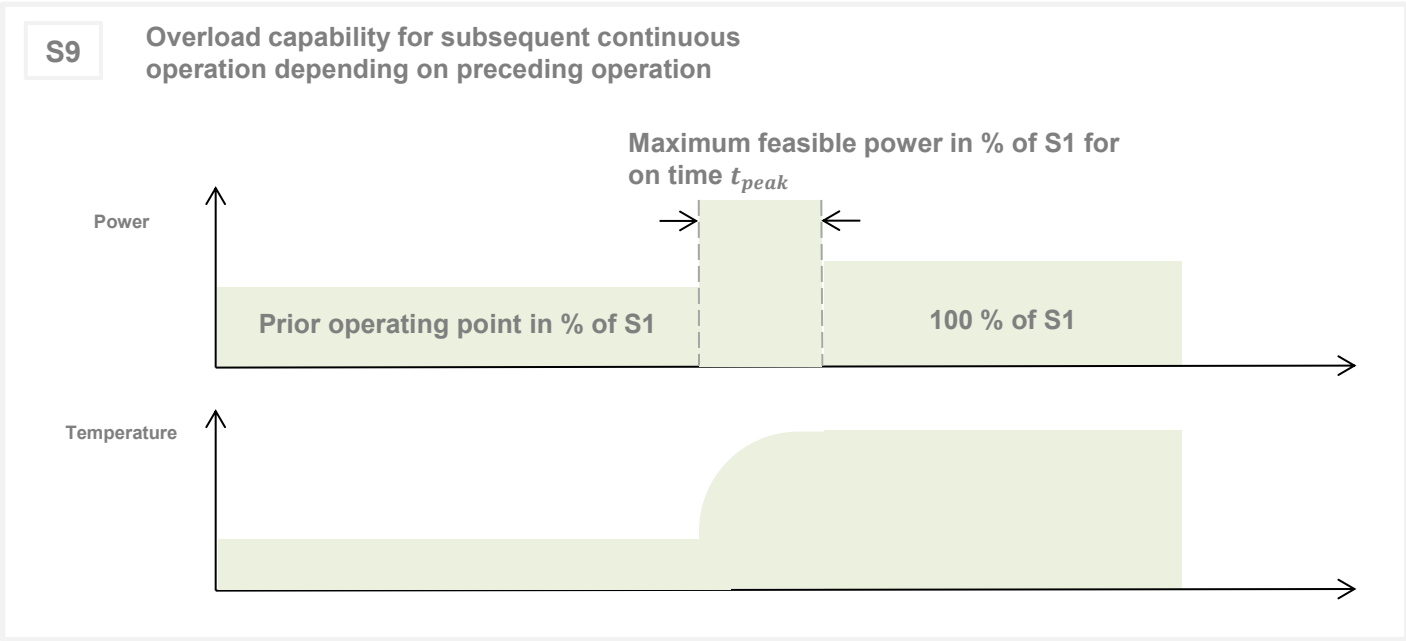 S9
Overload capability for subsequent continuous
operation depending on preceding operation
Maximum feasible power in % of S1 for
on time t_peak
Power
Prior operating point in % of S1
100 % of S1
Temperature